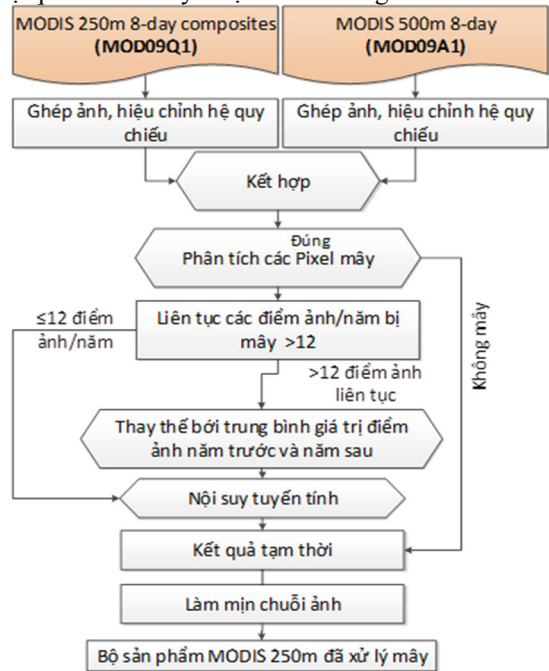 MODIS 250m 8-day composites
(MOD09Q1)
MODIS 500m 8-day
(MOD09A1)
Ghép ảnh, hiệu chỉnh hệ quy
chiếu
Ghép ảnh, hiệu chỉnh hệ quy
chiếu
Kết hợp
Đúng
Phân tích các Pixel mây
≤12 điểm
ảnh/năm
Liên tục các điểm ảnh/năm bị
mây >12
Không mây
>12 điểm ảnh
liên tục
Thay thế bởi trung bình giá trị điểm
ảnh năm trước và năm sau
Nội suy tuyến tính
Kết quả tạm thời
Làm mịn chuỗi ảnh
Bộ sản phẩm MODIS 250m đã xử lý mây